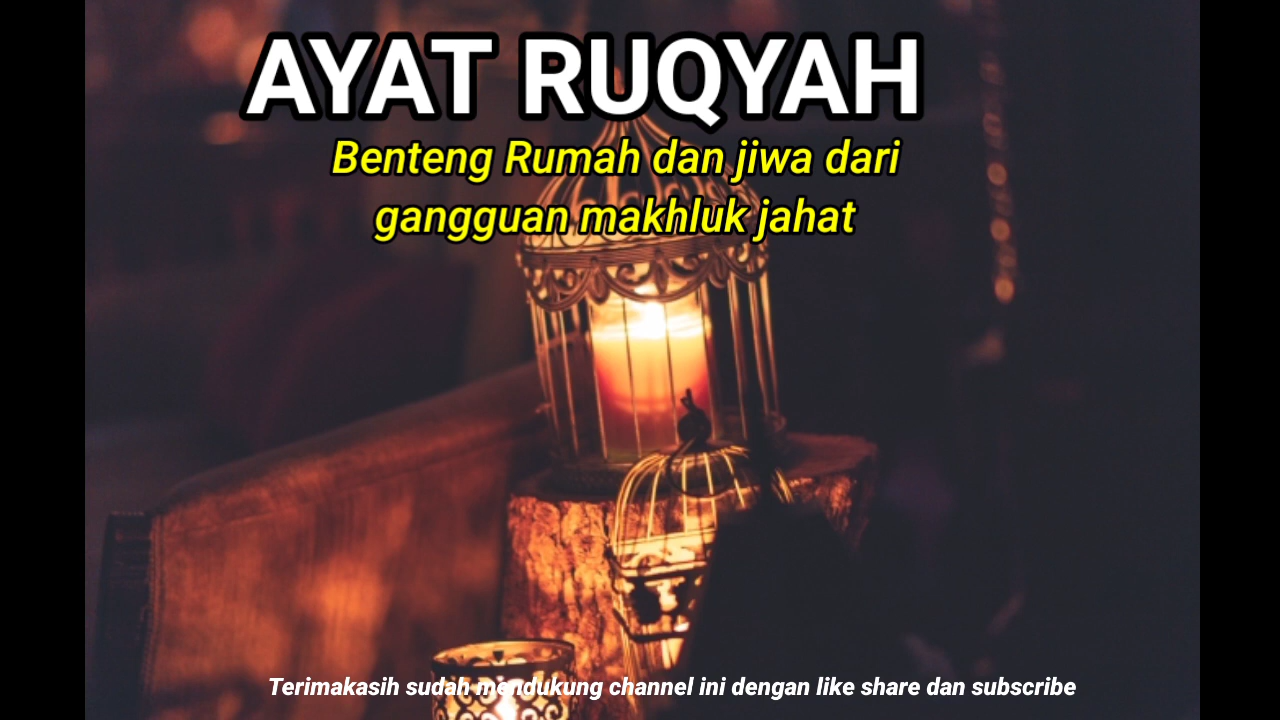 AYAT RUQYAH
Benteng Rumah dan jiwa dari
gangguan makhluk jahat
Terimakasih sudah mendukung channel ini dengan like share dan subscribe